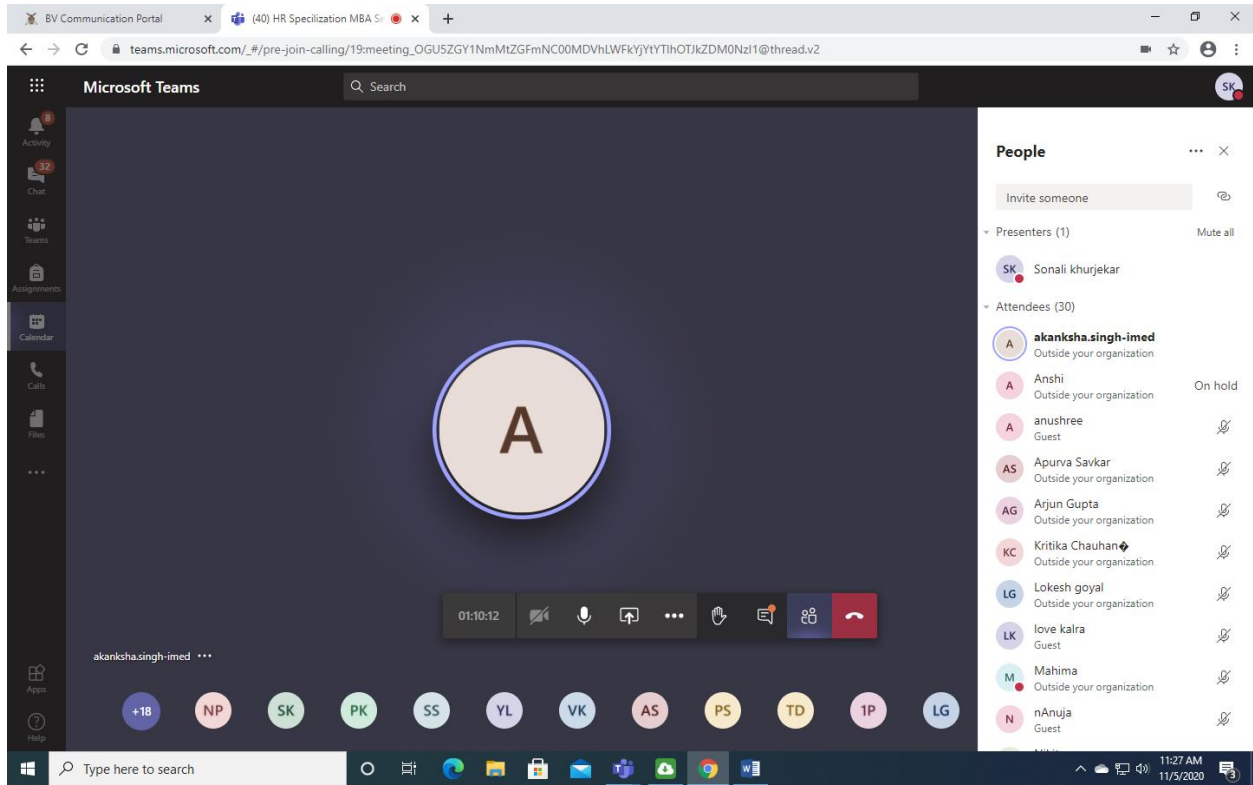 BV Communication Portal
(40) HR Specilization MBA Se
teams.microsoft.com/_#/pre-join-calling/19:meeting_OGU5ZGY1NmMtZGFmNC00MDVhLWFkYjYtYTlhOTJkZDM0NzI1@thread.v2
Microsoft Teams
Search
SK
8
Activity
32
Chat
Teams
Assignments
Calendar
Calls
Files
Apps
Help
A
01:10:12
akanksha.singh-imed
+18 NP SK PK SS YL VK AS PS TD 1P LG
People
Invite someone
Presenters (1) Mute all
SK Sonali khurjekar
Attendees (30)
A akanksha.singh-imed
Outside your organization
A Anshi On hold
Outside your organization
A anushree
Guest
AS Apurva Savkar
Outside your organization
AG Arjun Gupta
Outside your organization
KC Kritika Chauhan�
Outside your organization
LG Lokesh goyal
Outside your organization
LK love kalra
Guest
M Mahima
Outside your organization
N nAnuja
Guest
Type here to search
11:27 AM
11/5/2020
3